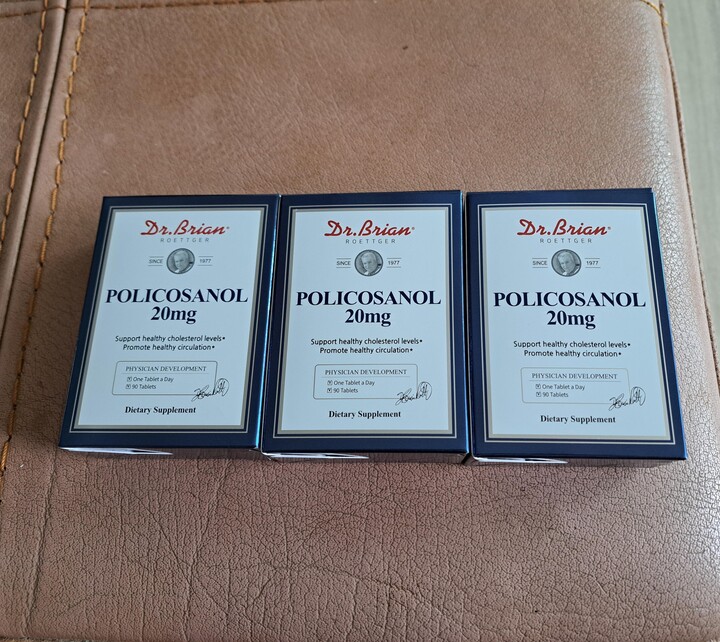 Dr.Brian®
ROETTGER
SINCE 1977
POLICOSANOL
20mg
Support healthy cholesterol levels•
Promote healthy circulation•
PHYSICIAN DEVELOPMENT
One Tablet a Day
90 Tablets
Dietary Supplement
Dr.Brian®
ROETTGER
SINCE 1977
POLICOSANOL
20mg
Support healthy cholesterol levels•
Promote healthy circulation•
PHYSICIAN DEVELOPMENT
One Tablet a Day
90 Tablets
Dietary Supplement
Dr.Brian®
ROETTGER
SINCE 1977
POLICOSANOL
20mg
Support healthy cholesterol levels•
Promote healthy circulation•
PHYSICIAN DEVELOPMENT
One Tablet a Day
90 Tablets
Dietary Supplement